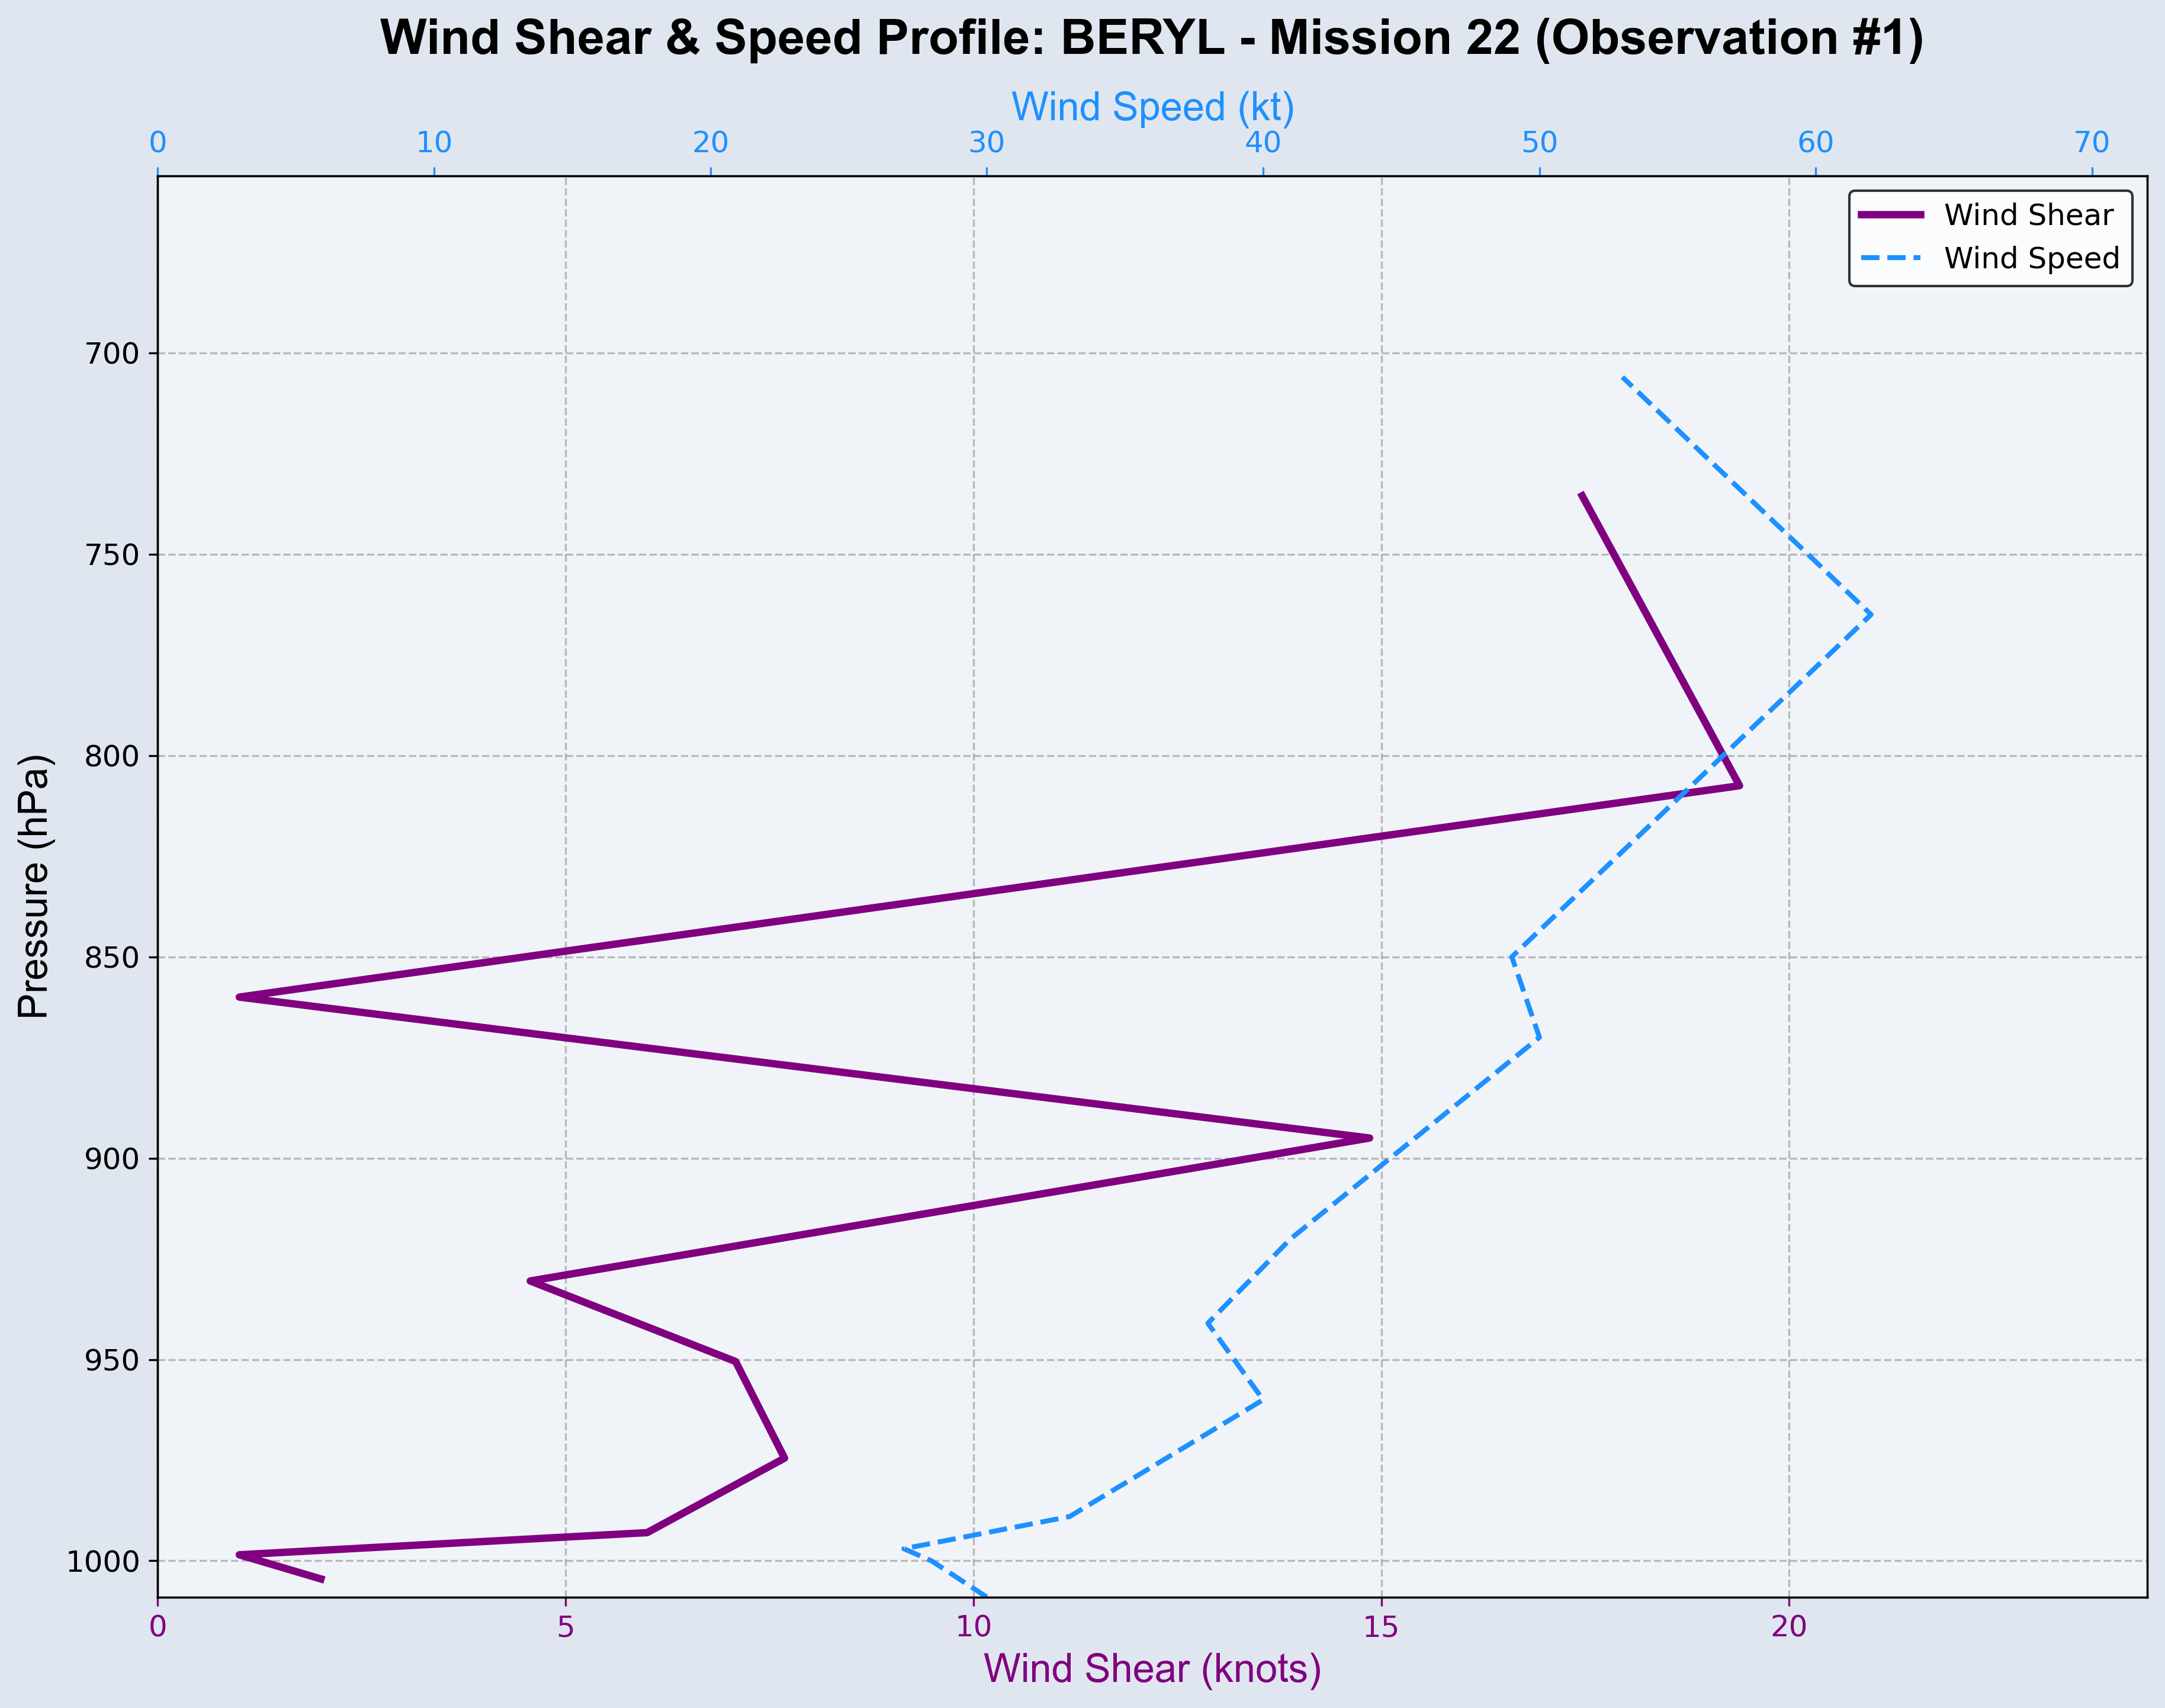 Wind Shear & Speed Profile: BERYL - Mission 22 (Observation #1)
Wind Speed (kt)
0 10 20 30 40 50 60 70
Wind Shear
Wind Speed
Pressure (hPa)
700
750
800
850
900
950
1000
0 5 10 15 20
Wind Shear (knots)